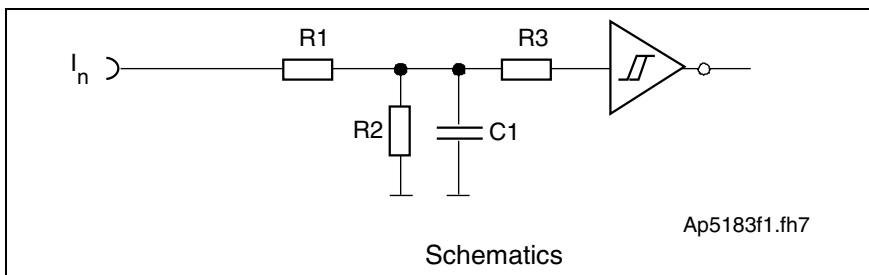 R1
R3
In
R2
C1
Ap5183f1.fh7
Schematics